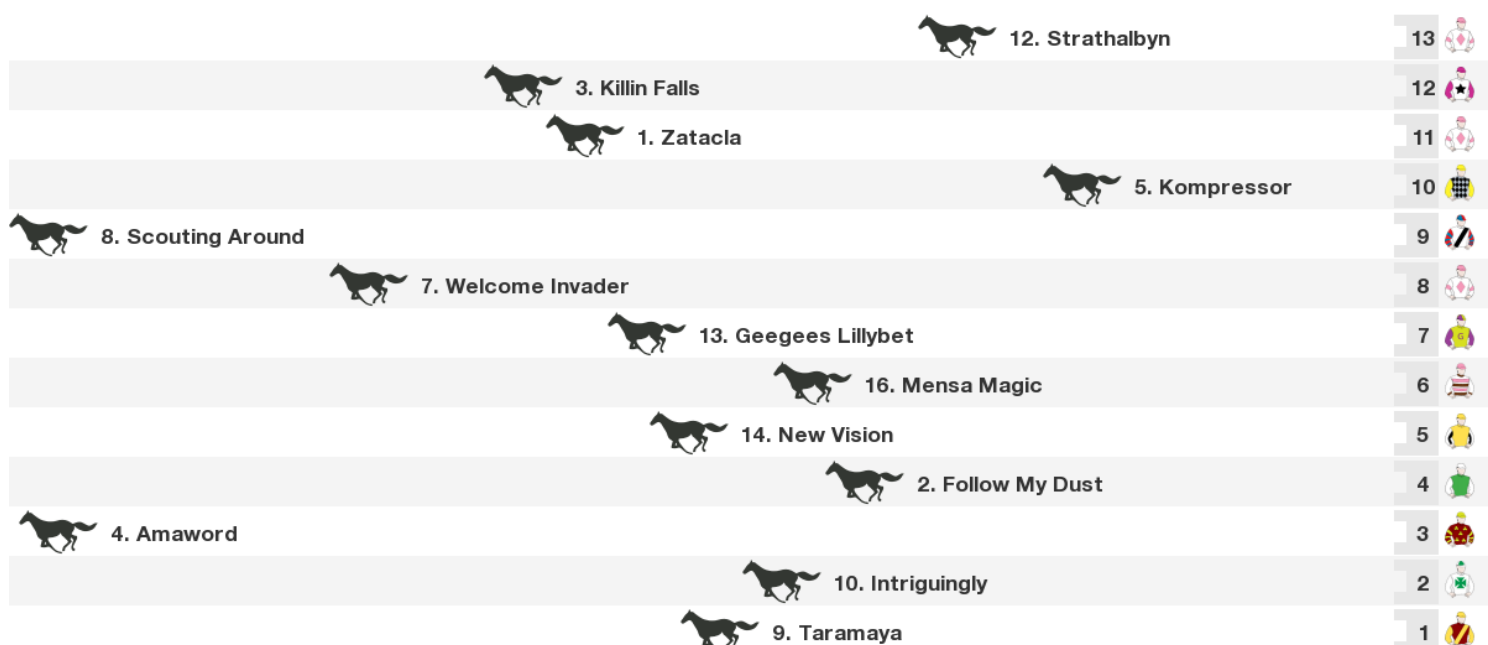 12. Strathalbyn 13
3. Killin Falls 12
1. Zatacla 11
5. Kompressor 10
8. Scouting Around 9
7. Welcome Invader 8
13. Geegees Lillybet 7 G
16. Mensa Magic 6
14. New Vision 5
2. Follow My Dust 4
4. Amaword 3
10. Intriguingly 2
9. Taramaya 1